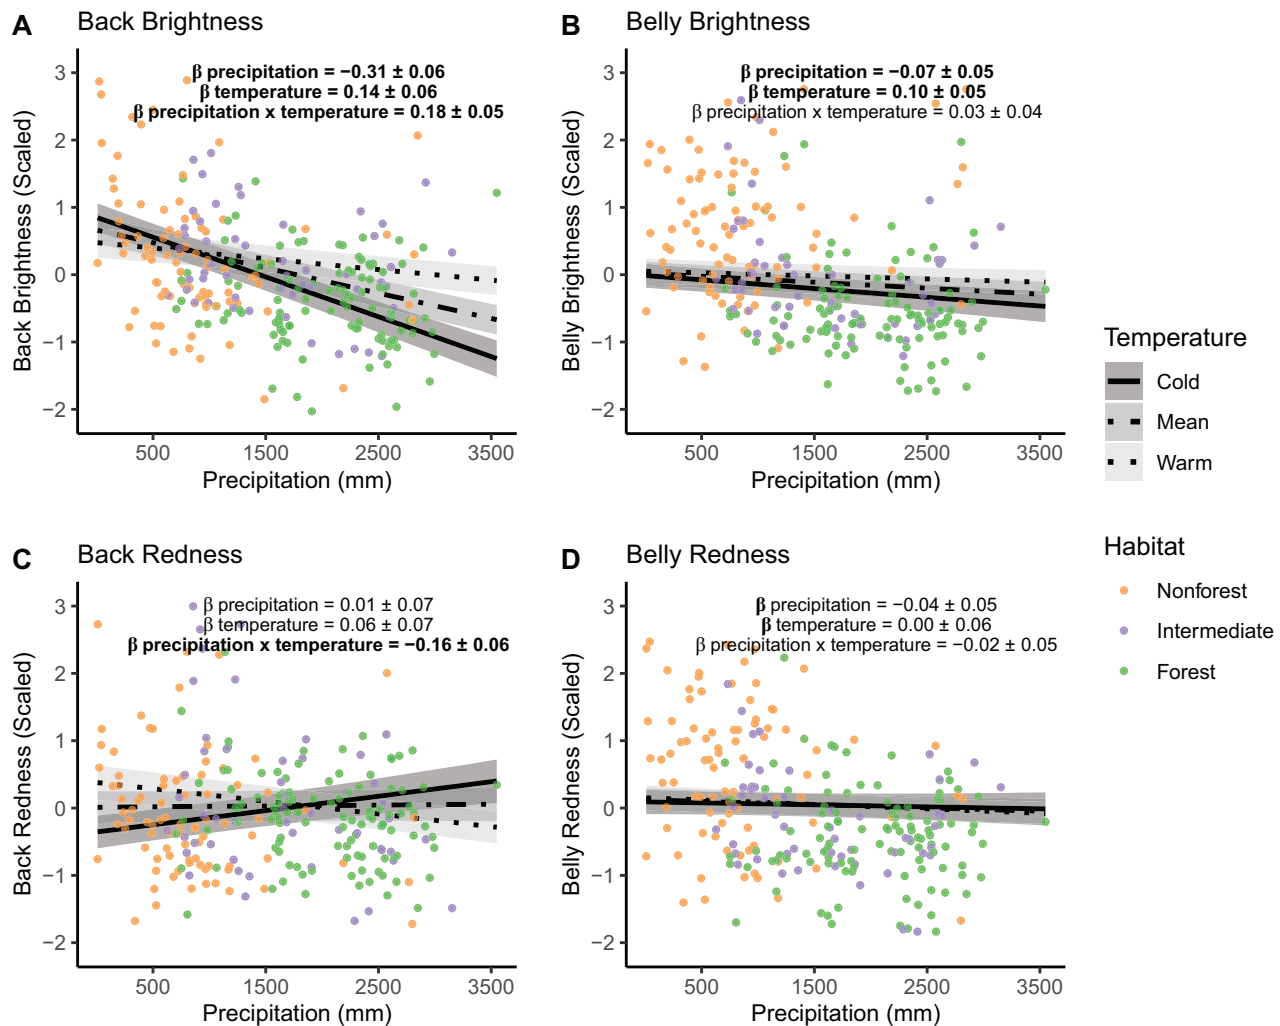 A Back Brightness
β precipitation = −0.31 ± 0.06
β temperature = 0.14 ± 0.06
β precipitation x temperature = 0.18 ± 0.05
Back Brightness (Scaled)
3
2
1
0
−1
−2
500 1500 2500 3500
Precipitation (mm)
B Belly Brightness
β precipitation = −0.07 ± 0.05
β temperature = 0.10 ± 0.05
β precipitation x temperature = 0.03 ± 0.04
Belly Brightness (Scaled)
3
2
1
0
−1
−2
500 1500 2500 3500
Precipitation (mm)
C Back Redness
β precipitation = 0.01 ± 0.07
β temperature = 0.06 ± 0.07
β precipitation x temperature = −0.16 ± 0.06
Back Redness (Scaled)
3
2
1
0
−1
−2
500 1500 2500 3500
Precipitation (mm)
D Belly Redness
β precipitation = −0.04 ± 0.05
β temperature = 0.00 ± 0.06
β precipitation x temperature = −0.02 ± 0.05
Belly Redness (Scaled)
3
2
1
0
−1
−2
500 1500 2500 3500
Precipitation (mm)
Temperature
Cold
Mean
Warm
Habitat
Nonforest
Intermediate
Forest